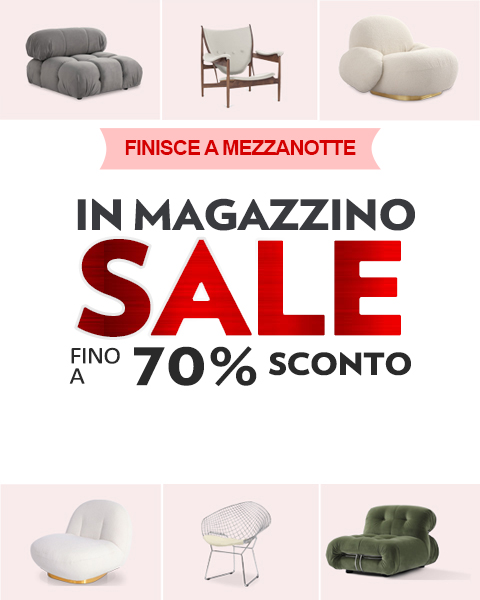 FINISCE A MEZZANOTTE
IN MAGAZZINO
SALE
FINO A 70% SCONTO